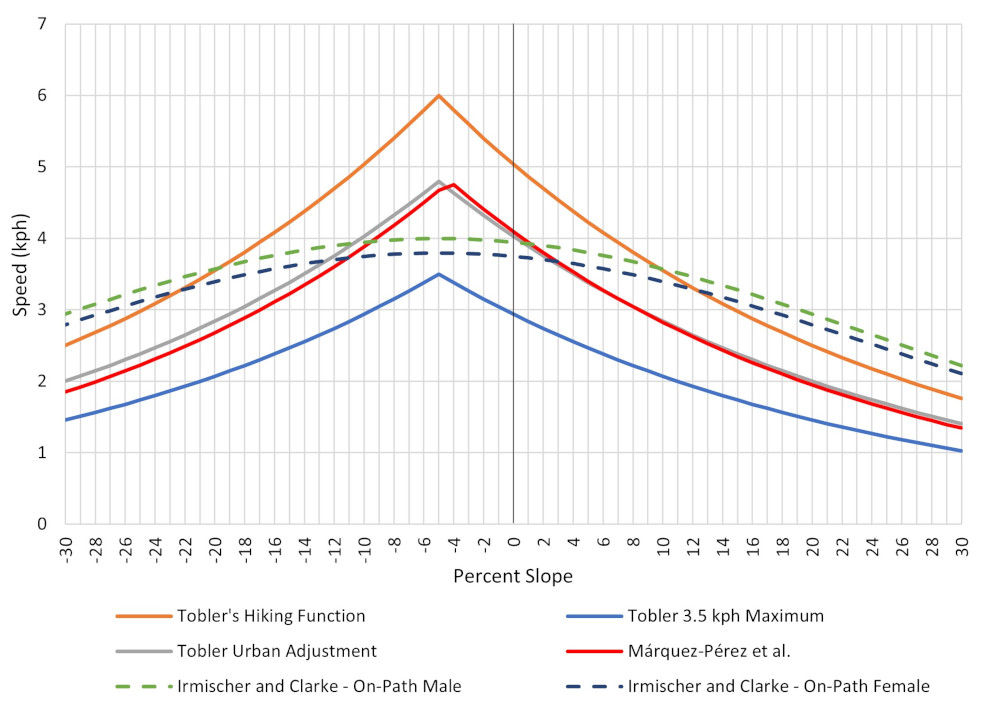 7
6
5
4
3
2
1
0
Speed (kph)
-30 -28 -26 -24 -22 -20 -18 -16 -14 -12 -10 -8 -6 -4 -2 0 2 4 6 8 10 12 14 16 18 20 22 24 26 28 30
Percent Slope
Tobler's Hiking Function Tobler 3.5 kph Maximum
Tobler Urban Adjustment Márquez-Pérez et al.
Irmischer and Clarke - On-Path Male Irmischer and Clarke - On-Path Female